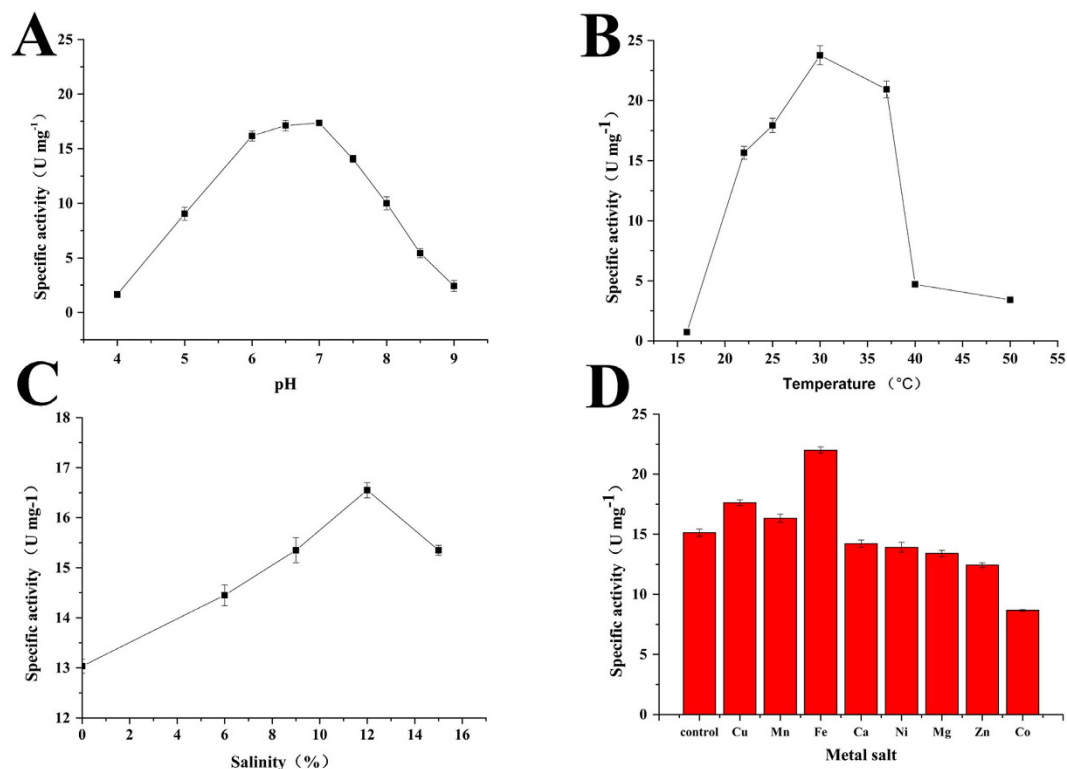 A
25
20
15
10
5
0
Specific activity（U mg-1）
4 5 6 7 8 9
pH
B
25
20
15
10
5
0
Specific activity（U mg-1）
15 20 25 30 35 40 45 50 55
Temperature （°C）
C
18
17
16
15
14
13
12
Specific activity（U mg-1）
0 2 4 6 8 10 12 14 16
Salinity（%）
D
25
20
15
10
5
0
Specific activity（U mg-1）
control Cu Mn Fe Ca Ni Mg Zn Co
Metal salt